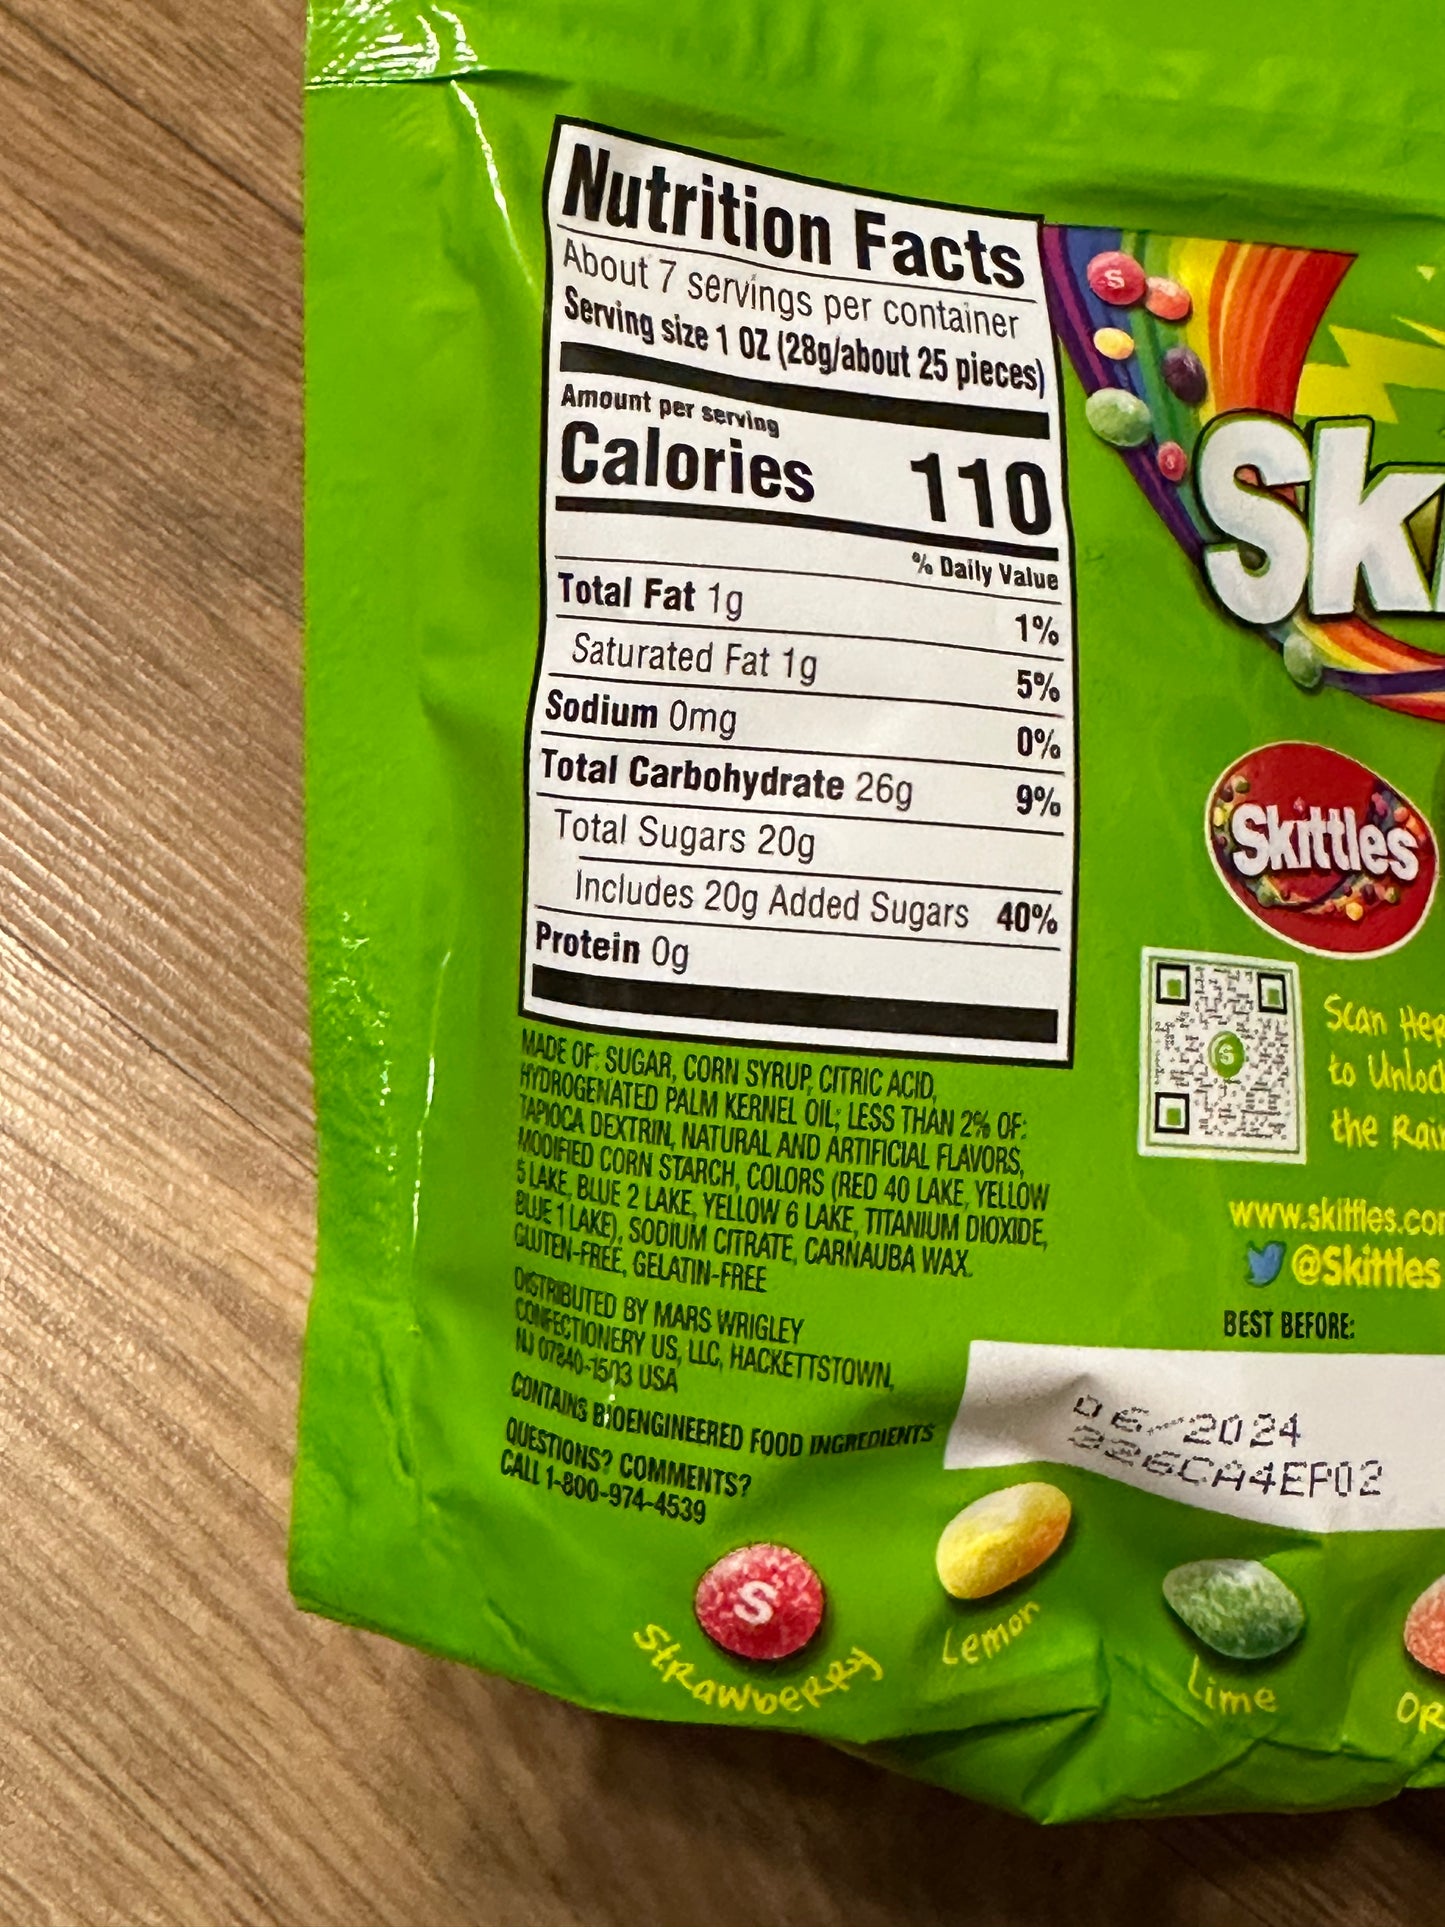 Nutrition Facts
About 7 servings per container
Serving size 1 OZ (28g/about 25 pieces)
Amount per serving
Calories 110
% Daily Value
Total Fat 1g 1%
Saturated Fat 1g 5%
Sodium 0mg 0%
Total Carbohydrate 26g 9%
Total Sugars 20g
Includes 20g Added Sugars 40%
Protein 0g
MADE OF: SUGAR, CORN SYRUP, CITRIC ACID,
HYDROGENATED PALM KERNEL OIL; LESS THAN 2% OF:
TAPIOCA DEXTRIN, NATURAL AND ARTIFICIAL FLAVORS,
MODIFIED CORN STARCH, COLORS (RED 40 LAKE, YELLOW
5 LAKE, BLUE 2 LAKE, YELLOW 6 LAKE, TITANIUM DIOXIDE,
BLUE 1 LAKE), SODIUM CITRATE, CARNAUBA WAX.
GLUTEN-FREE, GELATIN-FREE
DISTRIBUTED BY MARS WRIGLEY
CONFECTIONERY US, LLC, HACKETTSTOWN,
NJ 07840-1503 USA
CONTAINS BIOENGINEERED FOOD INGREDIENTS
QUESTIONS? COMMENTS?
CALL 1-800-974-4539
S
S
Sk
Skittles
S
Scan Her
to Unloc
the Rai
www.skittles.co
@Skittles
BEST BEFORE:
06/2024
226CA4EP02
S
Strawberry
Lemon
Lime
OR